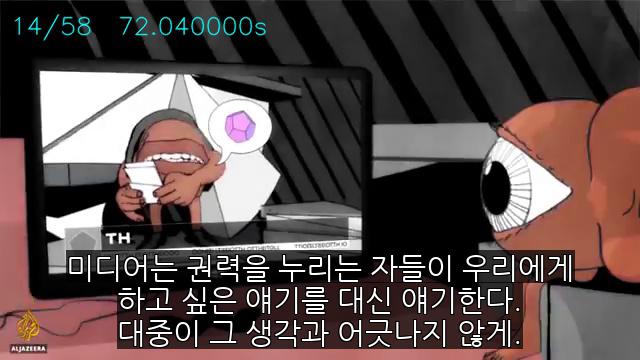 14/58 72.040000s
TH
미디어는 권력을 누리는 자들이 우리에게
하고 싶은 얘기를 대신 얘기한다.
대중이 그 생각과 어긋나지 않게.
ALJAZEERA